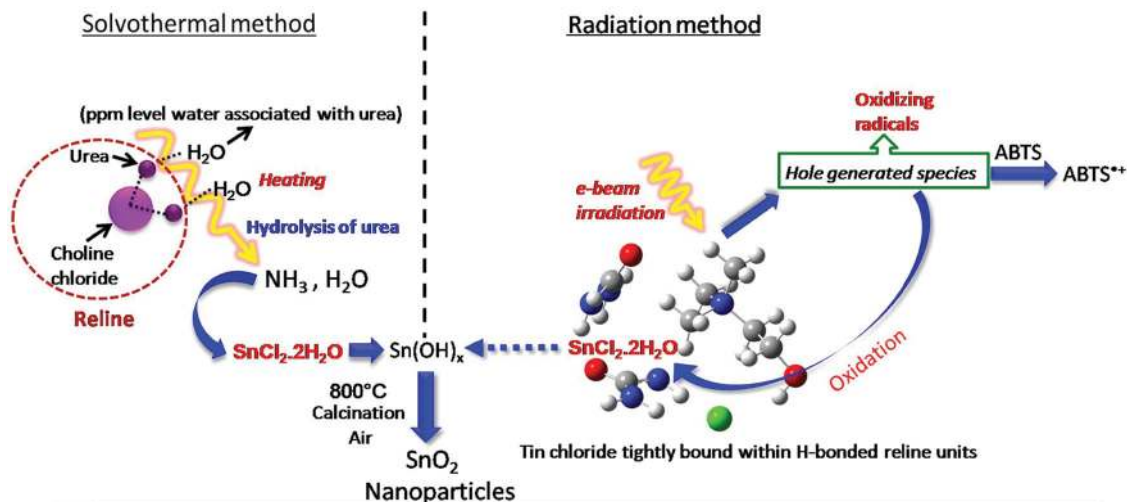 Solvothermal method
(ppm level water associated with urea)
Urea
H₂O
H₂O
Heating
Hydrolysis of urea
Choline
chloride
NH₃ , H₂O
Reline
SnCl₂.2H₂O
Sn(OH)ₓ
800°C
Calcination
Air
SnO₂
Nanoparticles
Radiation method
Oxidizing
radicals
Hole generated species
ABTS
ABTS•+
e-beam
irradiation
SnCl₂.2H₂O
Oxidation
Tin chloride tightly bound within H-bonded reline units